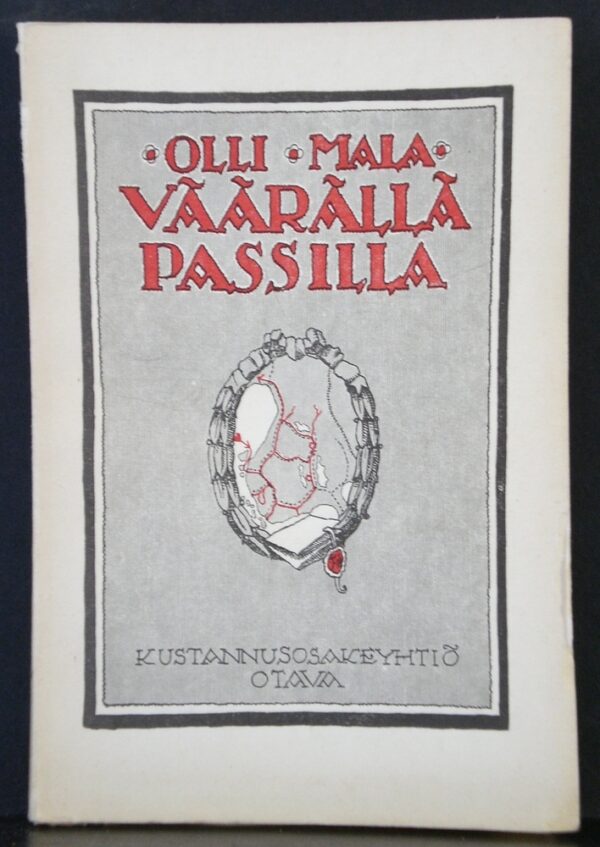 OLLI MALA
VÄÄRÄLLÄ
PASSILLA
KUSTANNUSOSAKEYHTIÖ
OTAVA